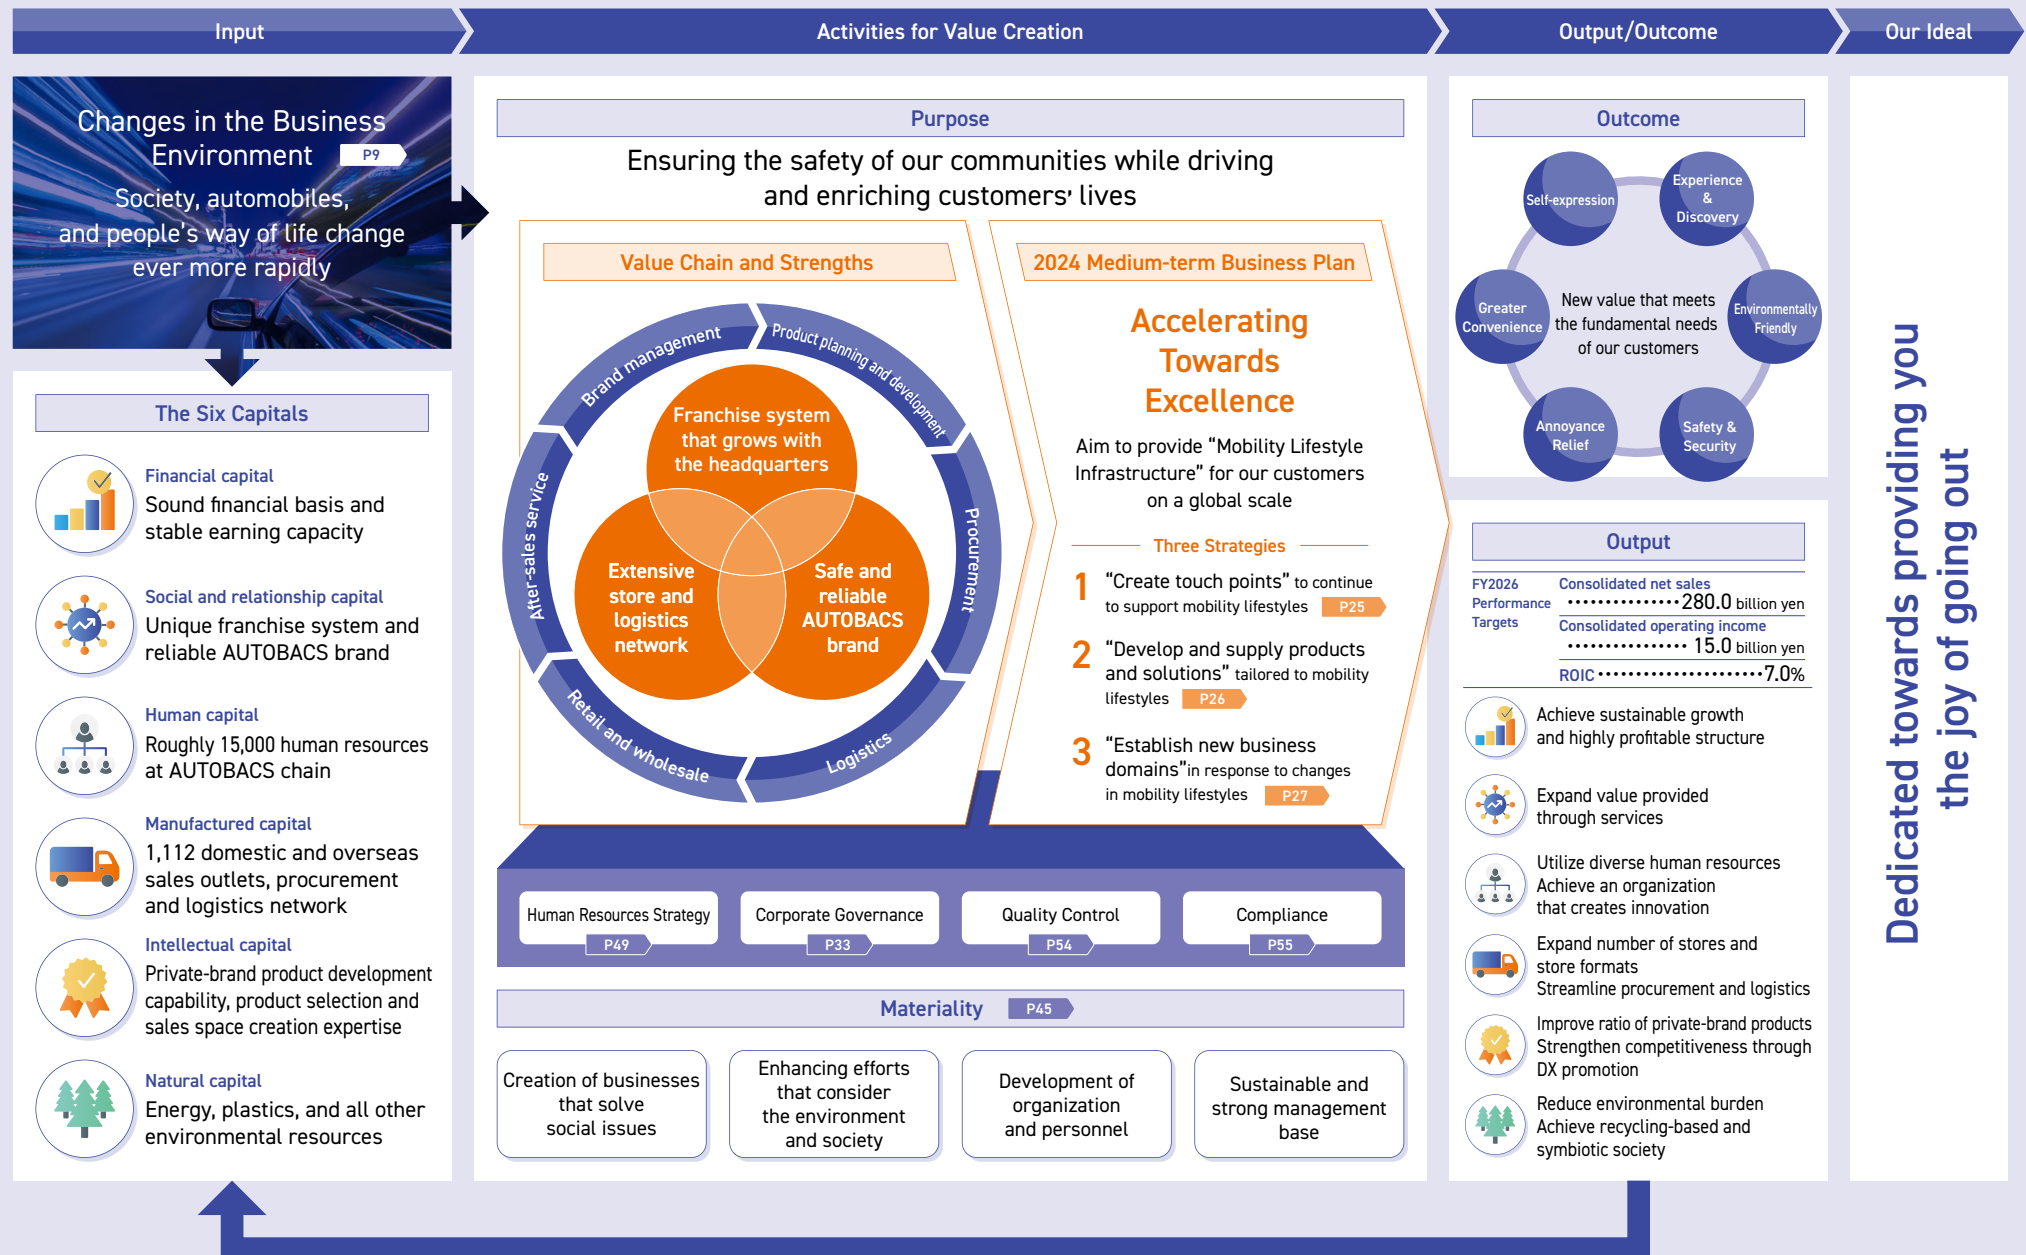 Input
Activities for Value Creation
Output/Outcome
Our Ideal
Changes in the Business
Environment P9
Society, automobiles,
and people's way of life change
ever more rapidly
The Six Capitals
Financial capital
Sound financial basis and
stable earning capacity
Social and relationship capital
Unique franchise system and
reliable AUTOBACS brand
Human capital
Roughly 15,000 human resources
at AUTOBACS chain
Manufactured capital
1,112 domestic and overseas
sales outlets, procurement
and logistics network
Intellectual capital
Private-brand product development
capability, product selection and
sales space creation expertise
Natural capital
Energy, plastics, and all other
environmental resources
Purpose
Ensuring the safety of our communities while driving
and enriching customers' lives
Value Chain and Strengths
Brand management
Product planning and development
Procurement
Logistics
Retail and wholesale
After-sales service
Franchise system
that grows with
the headquarters
Extensive
store and
logistics
network
Safe and
reliable
AUTOBACS
brand
2024 Medium-term Business Plan
Accelerating
Towards
Excellence
Aim to provide “Mobility Lifestyle
Infrastructure” for our customers
on a global scale
Three Strategies
1 “Create touch points” to continue
to support mobility lifestyles P25
2 “Develop and supply products
and solutions” tailored to mobility
lifestyles P26
3 “Establish new business
domains”in response to changes
in mobility lifestyles P27
Human Resources Strategy
P49
Corporate Governance
P33
Quality Control
P54
Compliance
P55
Materiality P45
Creation of businesses
that solve
social issues
Enhancing efforts
that consider
the environment
and society
Development of
organization
and personnel
Sustainable and
strong management
base
Outcome
Self-expression
Experience
&
Discovery
Greater
Convenience
New value that meets
the fundamental needs
of our customers
Environmentally
Friendly
Annoyance
Relief
Safety &
Security
Output
FY2026
Performance
Targets
Consolidated net sales
280.0 billion yen
Consolidated operating income
15.0 billion yen
ROIC 7.0%
Achieve sustainable growth
and highly profitable structure
Expand value provided
through services
Utilize diverse human resources
Achieve an organization
that creates innovation
Expand number of stores and
store formats
Streamline procurement and logistics
Improve ratio of private-brand products
Strengthen competitiveness through
DX promotion
Reduce environmental burden
Achieve recycling-based and
symbiotic society
Dedicated towards providing you
the joy of going out